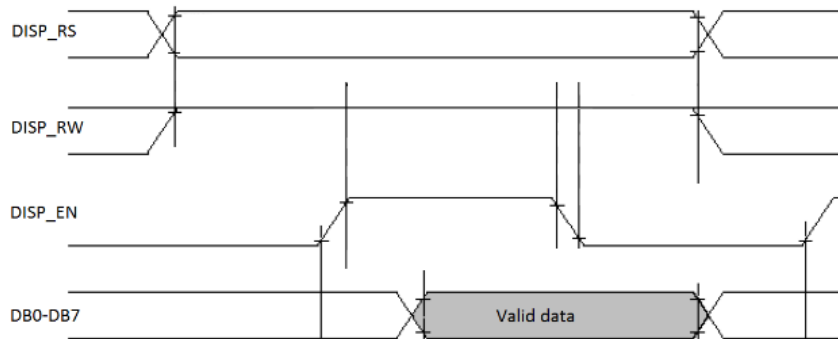 DISP_RS
DISP_RW
DISP_EN
DB0-DB7
Valid data